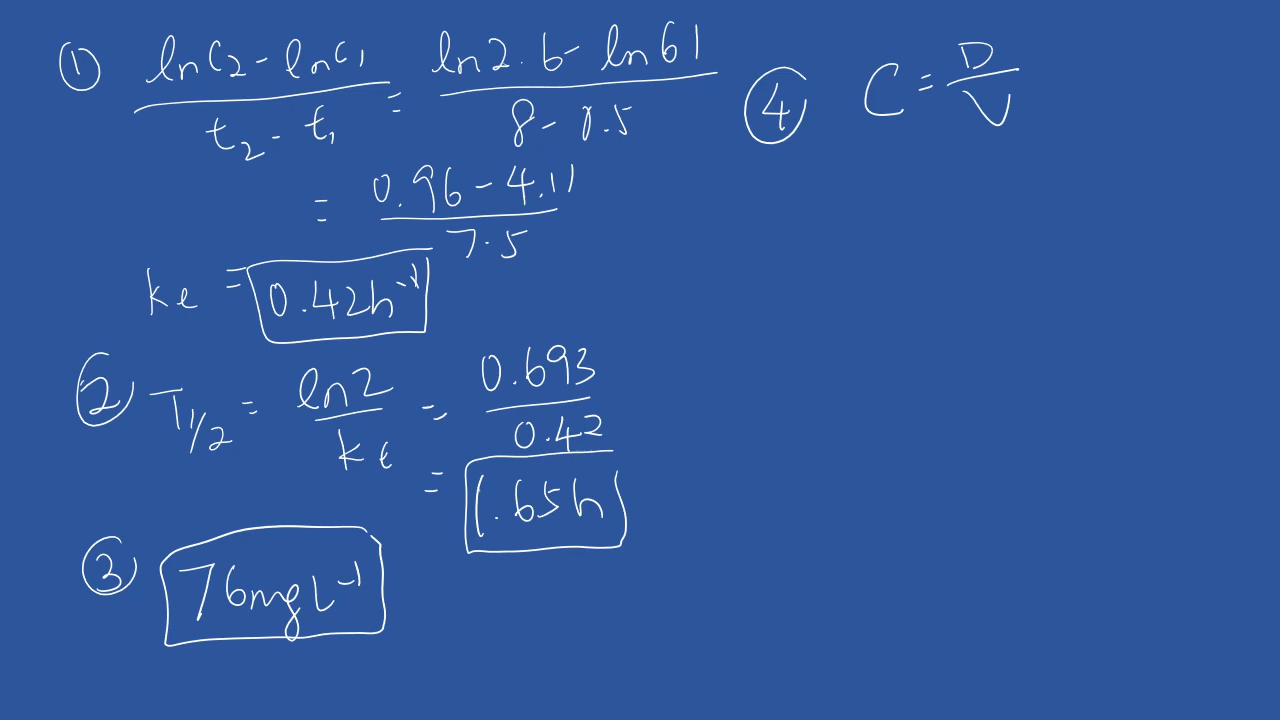 ① lnC2 - lnC1 / t2 - t1 = ln2.6 - ln61 / 8 - 0.5
= 0.96 - 4.11 / 7.5
ke = 0.42h⁻¹
② T1/2 = ln2 / ke = 0.693 / 0.42
= 1.65h
③ 76mgL⁻¹
④ C = D / V